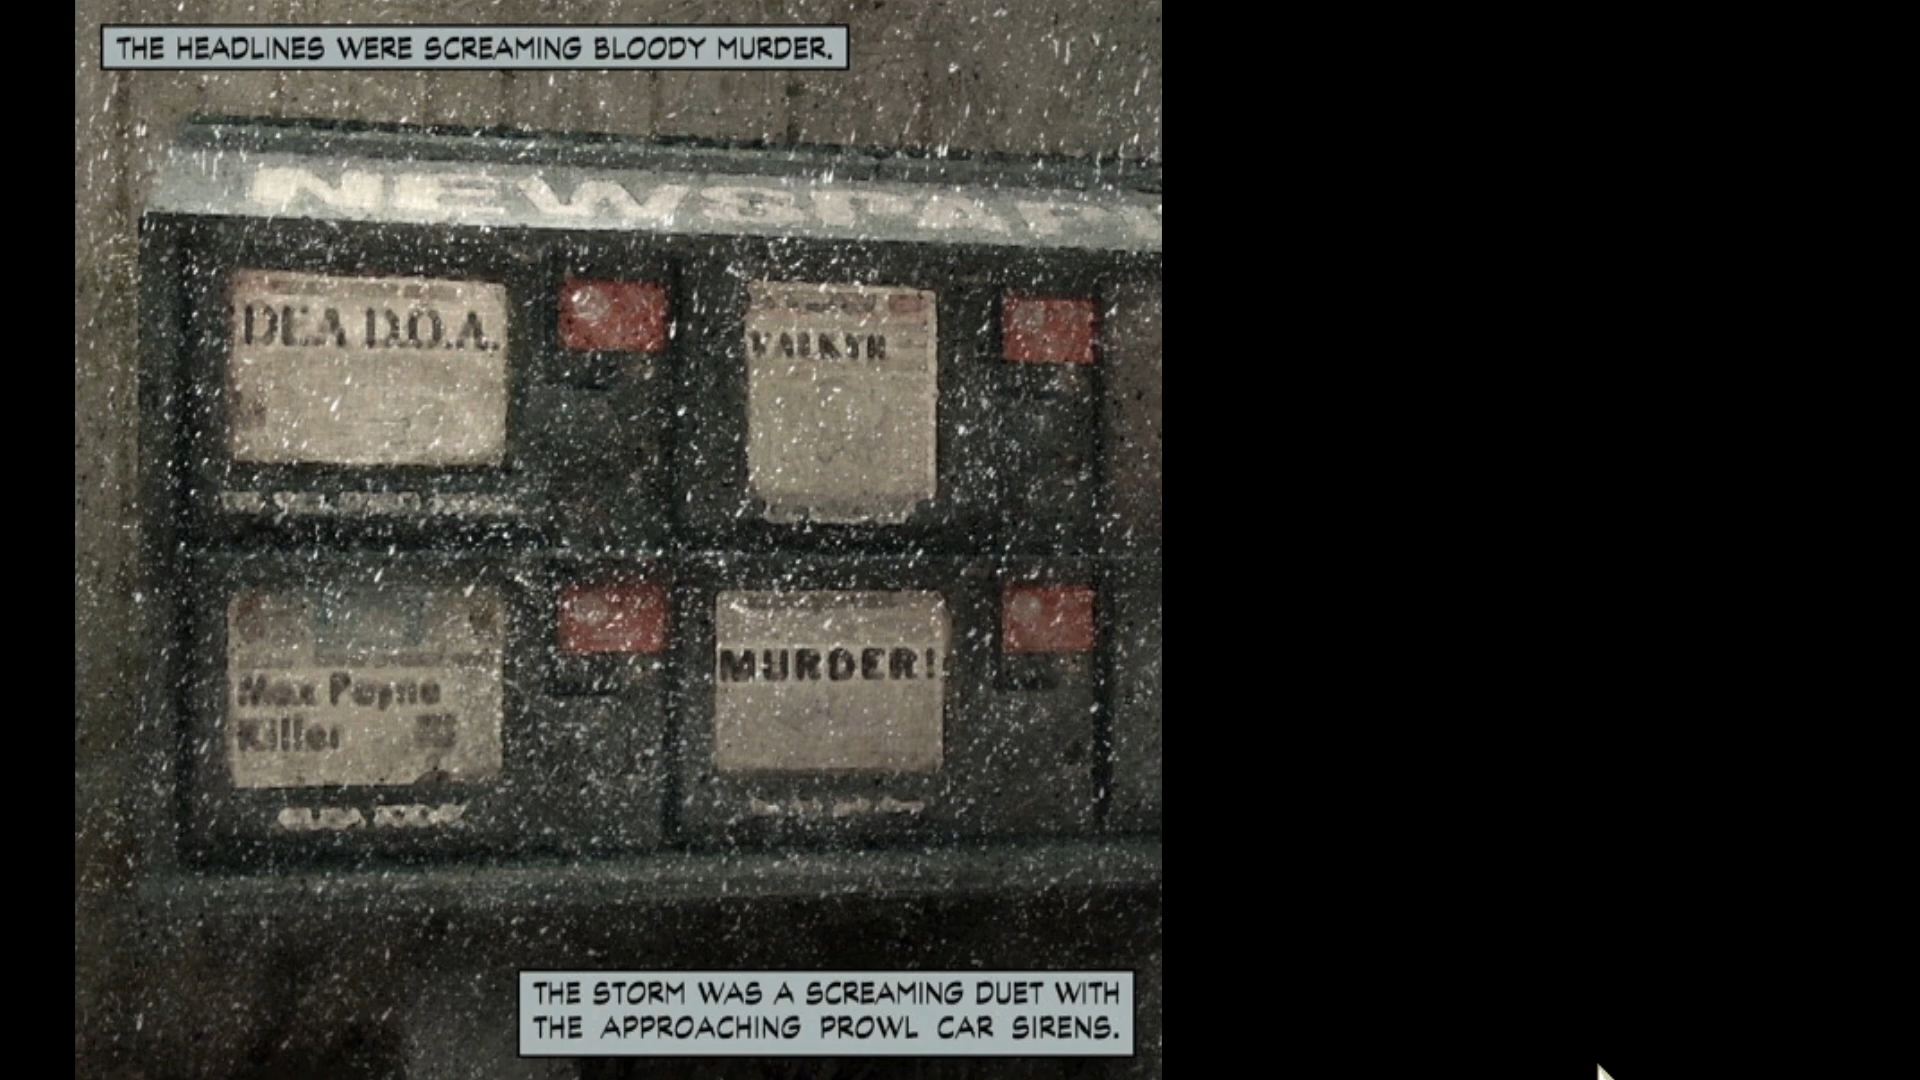 THE HEADLINES WERE SCREAMING BLOODY MURDER.
NEWSPAP
DEA D.O.A.
VALKYR
Max Payne
Killer
MURDER!
THE STORM WAS A SCREAMING DUET WITH
THE APPROACHING PROWL CAR SIRENS.